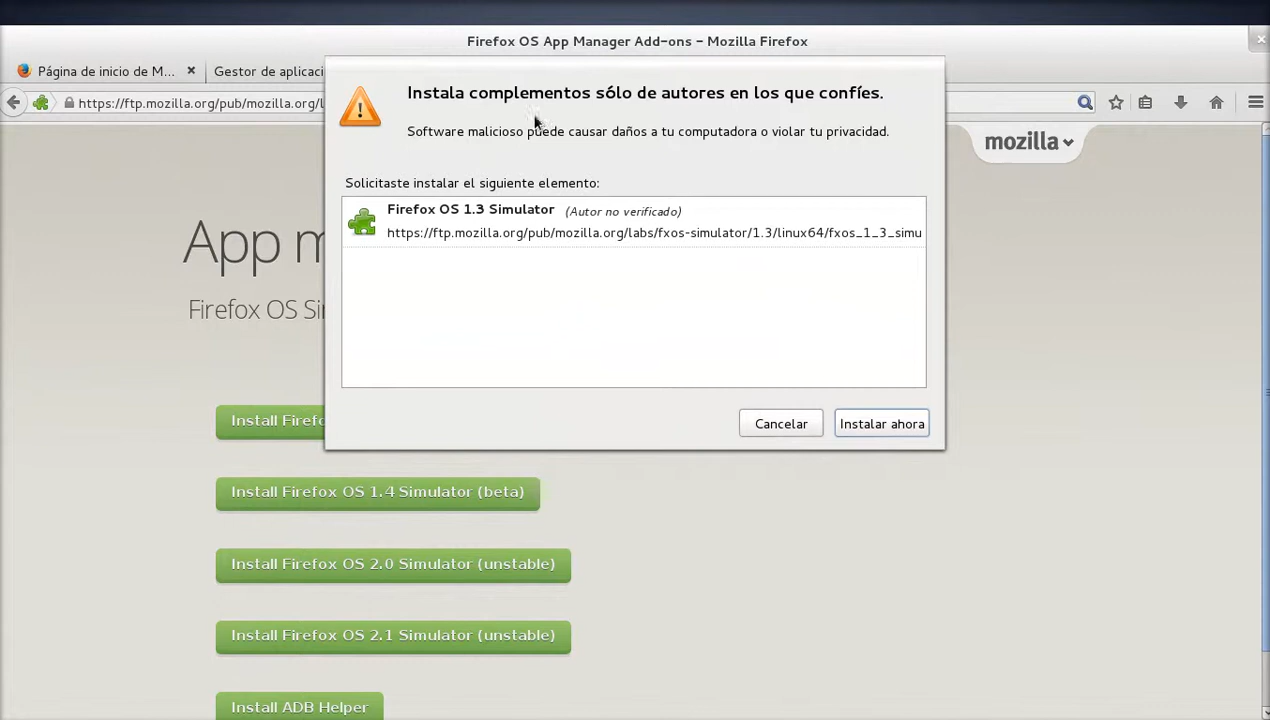 Firefox OS App Manager Add-ons - Mozilla Firefox
Página de inicio de M...
Gestor de aplicaci
https://ftp.mozilla.org/pub/mozilla.org/l
mozilla
Instala complementos sólo de autores en los que confíes.
Software malicioso puede causar daños a tu computadora o violar tu privacidad.
Solicitaste instalar el siguiente elemento:
Firefox OS 1.3 Simulator (Autor no verificado)
https://ftp.mozilla.org/pub/mozilla.org/labs/fxos-simulator/1.3/linux64/fxos_1_3_simu
Cancelar
Instalar ahora
App m
Firefox OS Si
Install Firefo
Install Firefox OS 1.4 Simulator (beta)
Install Firefox OS 2.0 Simulator (unstable)
Install Firefox OS 2.1 Simulator (unstable)
Install ADB Helper